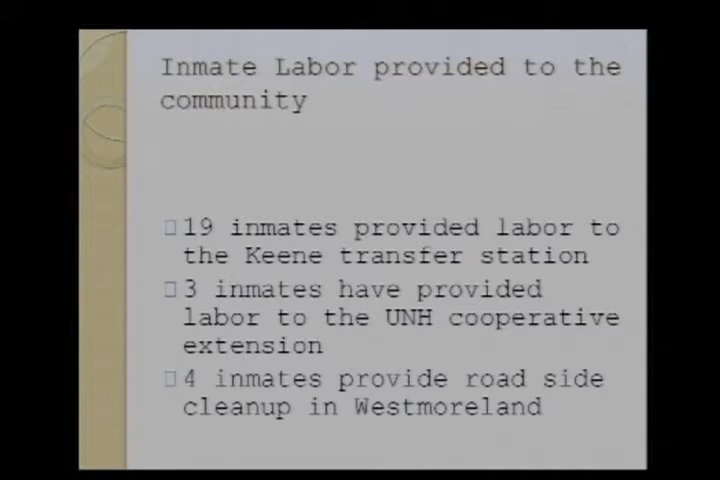 Inmate Labor provided to the
community
19 inmates provided labor to
the Keene transfer station
3 inmates have provided
labor to the UNH cooperative
extension
4 inmates provide road side
cleanup in Westmoreland